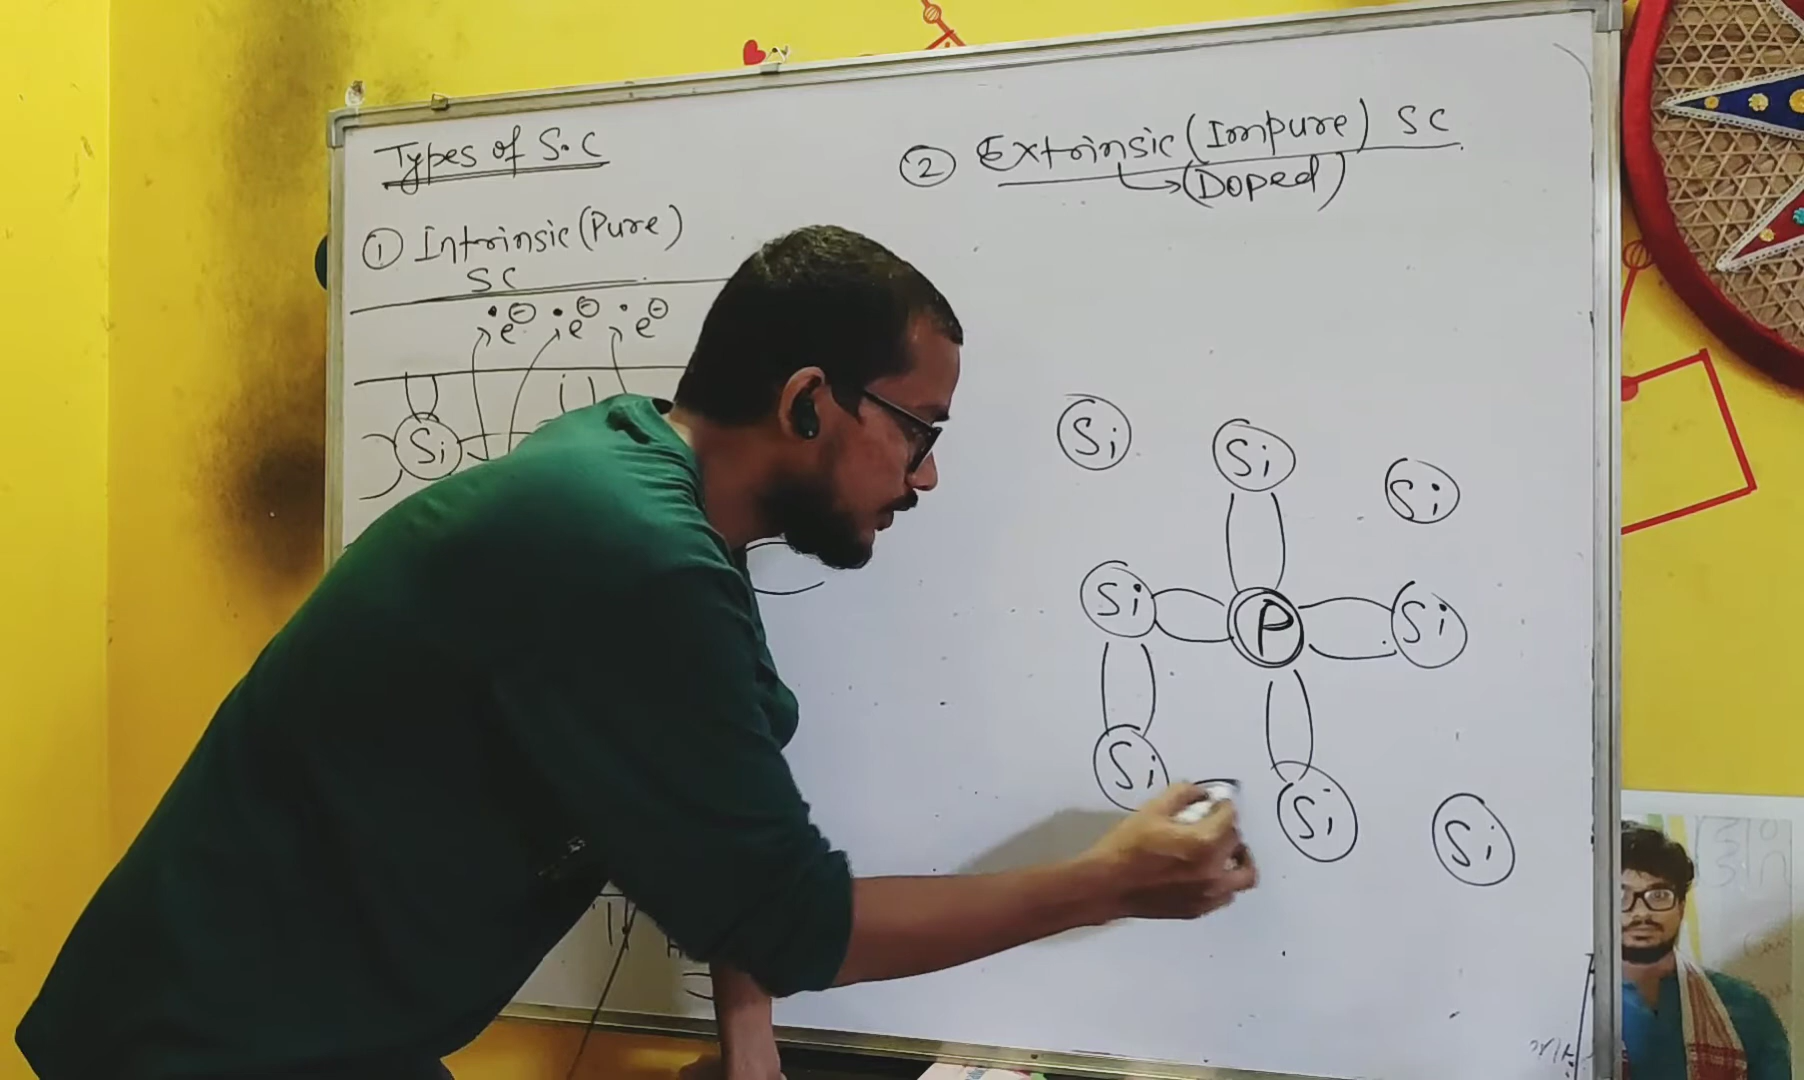 Types of S.C
① Intrinsic (Pure)
SC
e⊖ e⊖ e⊖
Si
② Extrinsic (Impure) SC
(Doped)
Si Si Si
Si P Si
Si Si Si